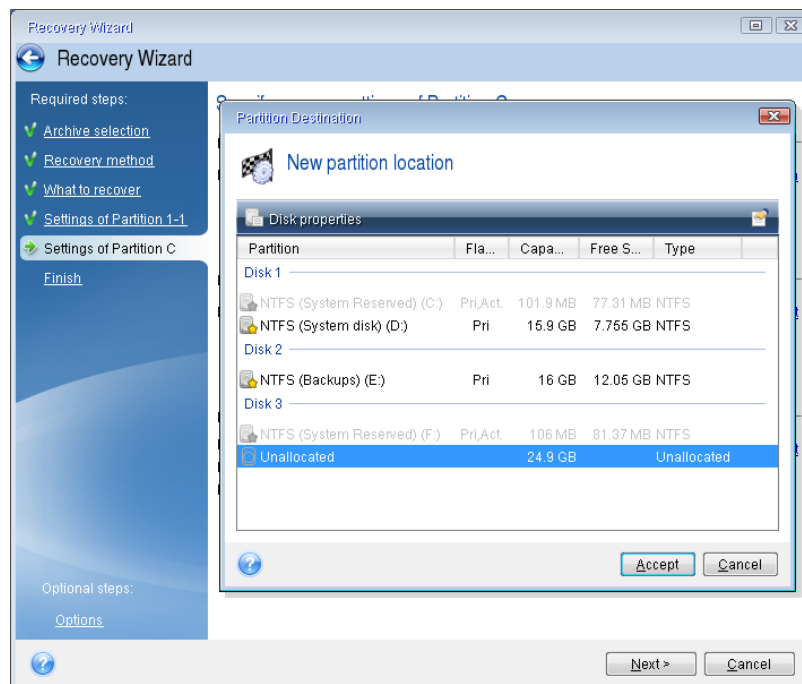 Recovery Wizard
Recovery Wizard
Required steps:
Archive selection
Recovery method
What to recover
Settings of Partition 1-1
Settings of Partition C
Finish
Optional steps:
Options
Partition Destination
New partition location
Disk properties
Partition Fla... Capa... Free S... Type
Disk 1
NTFS (System Reserved) (C:) Pri,Act. 101.9 MB 77.31 MB NTFS
NTFS (System disk) (D:) Pri 15.9 GB 7.755 GB NTFS
Disk 2
NTFS (Backups) (E:) Pri 16 GB 12.05 GB NTFS
Disk 3
NTFS (System Reserved) (F:) Pri,Act. 106 MB 81.37 MB NTFS
Unallocated 24.9 GB Unallocated
Accept Cancel
Next > Cancel